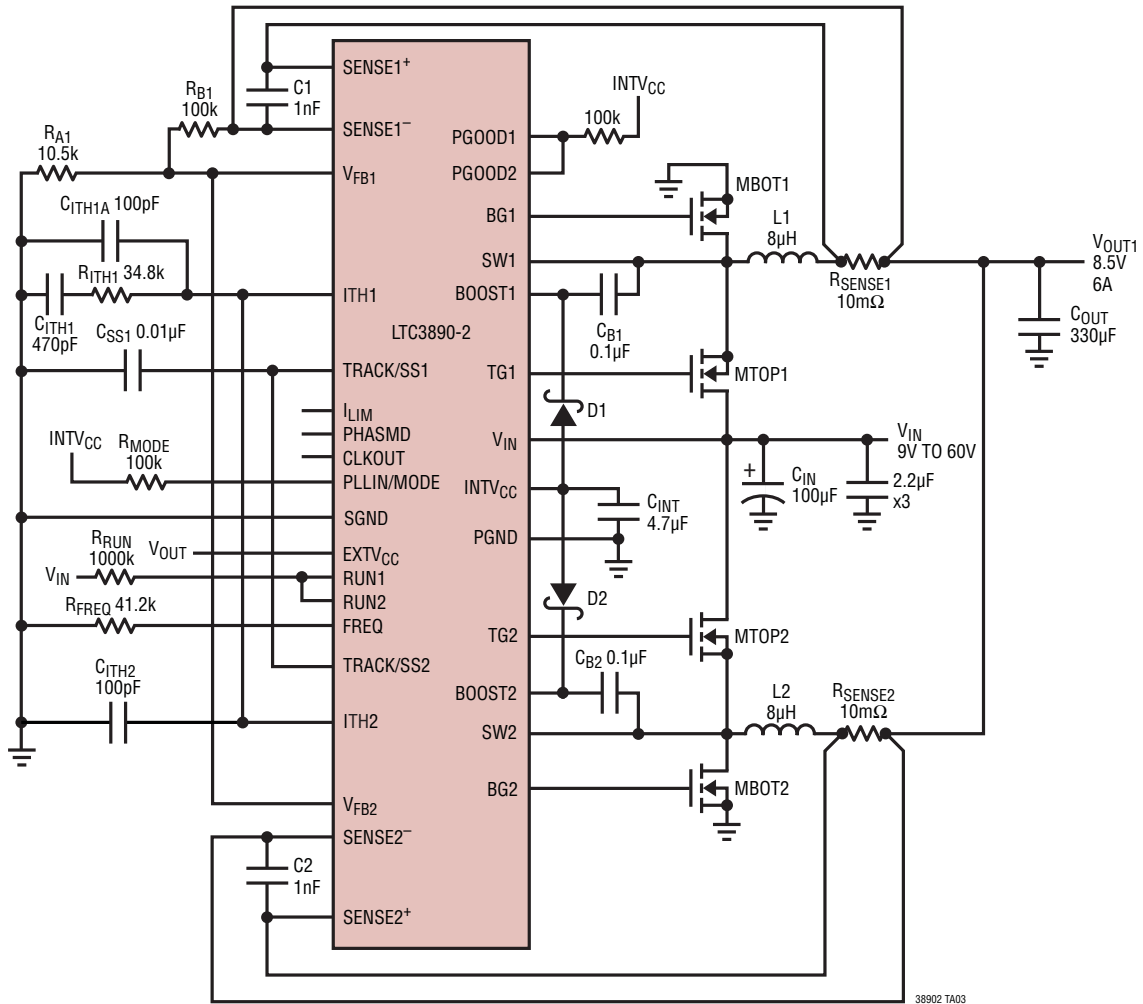 SENSE1+
C1
1nF
RB1
100k
SENSE1–
RA1
10.5k
VFB1
CITH1A 100pF
RITH1 34.8k
CITH1
470pF
ITH1
CSS1 0.01µF
LTC3890-2
TRACK/SS1
ILIM
PHASMD
CLKOUT
INTVCC
RMODE
100k
PLLIN/MODE
SGND
RRUN
1000k
VOUT
EXTVCC
VIN
RUN1
RUN2
RFREQ 41.2k
FREQ
TRACK/SS2
CITH2
100pF
ITH2
VFB2
SENSE2–
C2
1nF
SENSE2+
INTVCC
100k
PGOOD1
PGOOD2
MBOT1
BG1
L1
8µH
SW1
RSENSE1
10mΩ
VOUT1
8.5V
6A
COUT
330µF
BOOST1
CB1
0.1µF
TG1
MTOP1
D1
VIN
VIN
9V TO 60V
CIN
100µF
2.2µF
x3
INTVCC
CINT
4.7µF
PGND
D2
TG2
MTOP2
CB2 0.1µF
BOOST2
L2
8µH
RSENSE2
10mΩ
SW2
BG2
MBOT2
38902 TA03
+